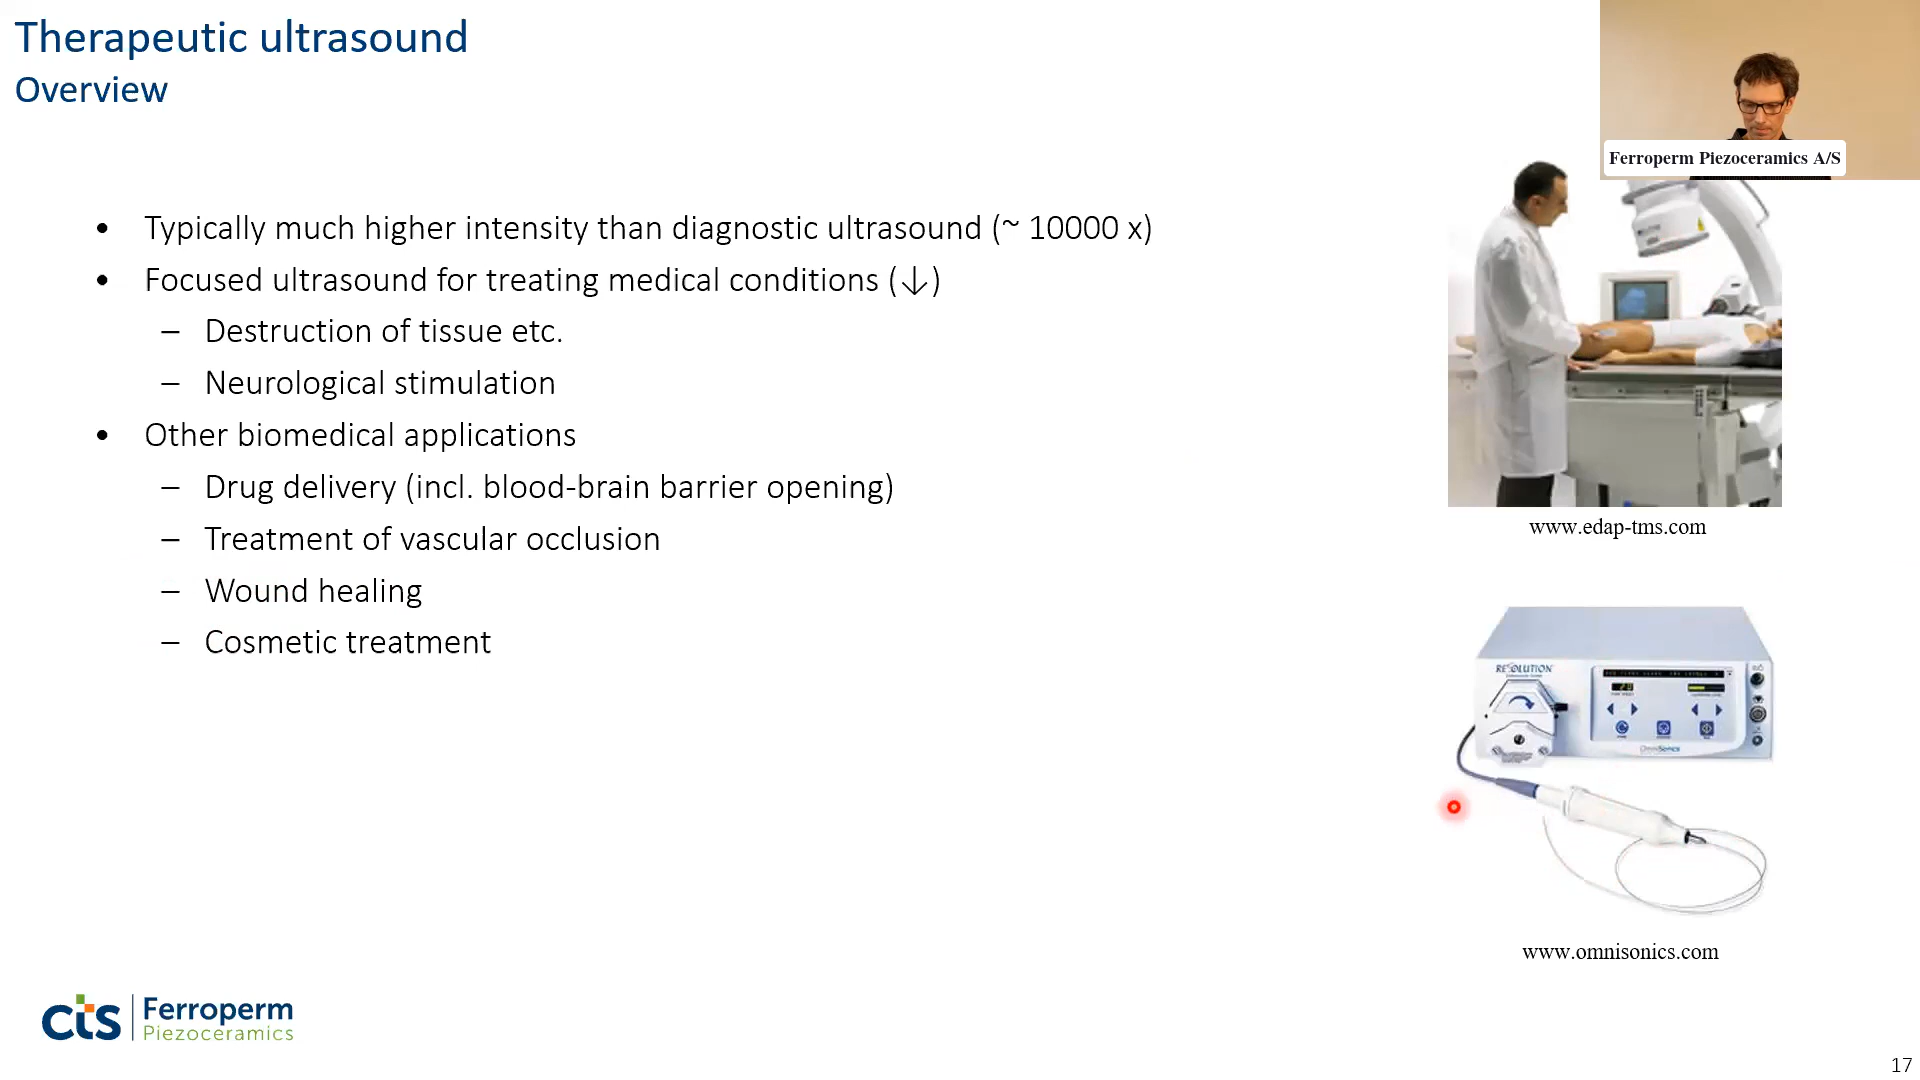 Therapeutic ultrasound
Overview
Ferroperm Piezoceramics A/S
• Typically much higher intensity than diagnostic ultrasound (~ 10000 x)
• Focused ultrasound for treating medical conditions (↓)
– Destruction of tissue etc.
– Neurological stimulation
• Other biomedical applications
– Drug delivery (incl. blood-brain barrier opening)
– Treatment of vascular occlusion
– Wound healing
– Cosmetic treatment
www.edap-tms.com
OmniSonics
www.omnisonics.com
cts Ferroperm
Piezoceramics
17